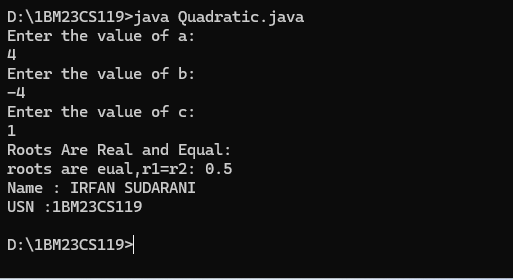 D:\1BM23CS119>java Quadratic.java
Enter the value of a:
4
Enter the value of b:
-4
Enter the value of c:
1
Roots Are Real and Equal:
roots are eual,r1=r2: 0.5
Name : IRFAN SUDARANI
USN :1BM23CS119
D:\1BM23CS119>